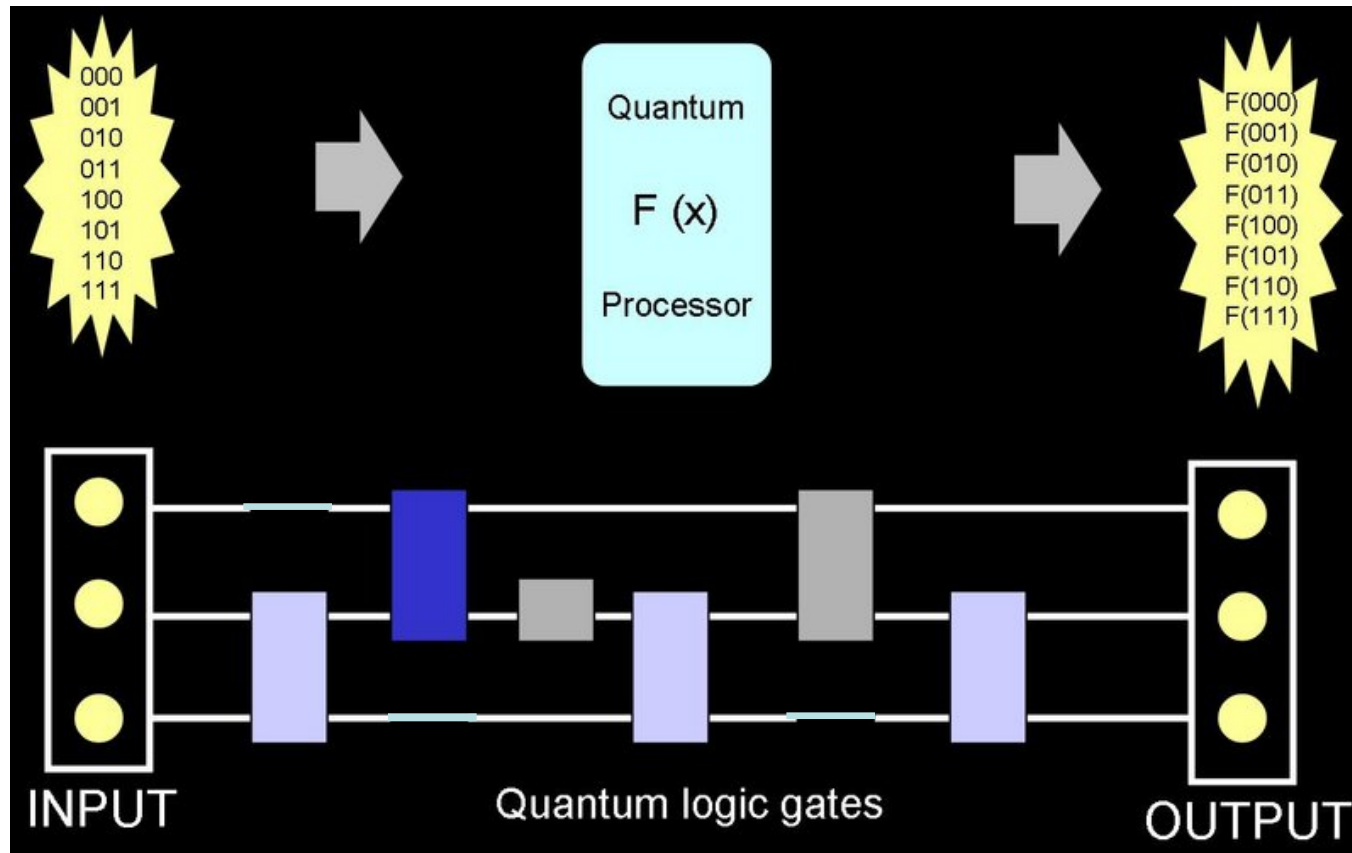 000
001
010
011
100
101
110
111
Quantum
F (x)
Processor
F(000)
F(001)
F(010)
F(011)
F(100)
F(101)
F(110)
F(111)
INPUT
Quantum logic gates
OUTPUT